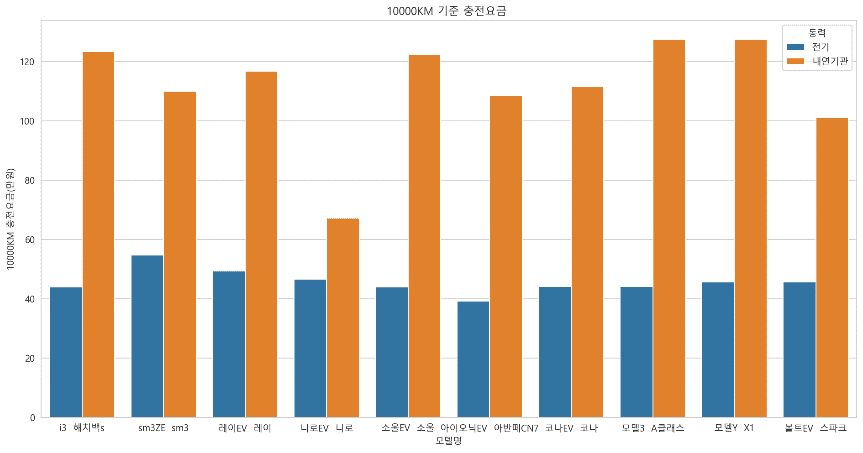 10000KM 기준 충전요금
동력
전기
내연기관
10000KM 충전요금(만원)
120
100
80
60
40
20
0
i3 해치백s sm3ZE sm3 레이EV 레이 니로EV 니로 소울EV 소울 아이오닉EV 아반떼CN7 코나EV 코나 모델3 A클래스 모델Y X1 볼트EV 스파크
모델명